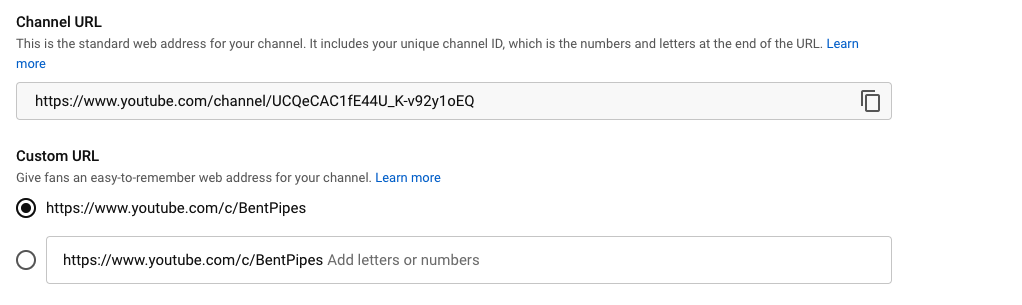 Channel URL
This is the standard web address for your channel. It includes your unique channel ID, which is the numbers and letters at the end of the URL. Learn
more
https://www.youtube.com/channel/UCQeCAC1fE44U_K-v92y1oEQ
Custom URL
Give fans an easy-to-remember web address for your channel. Learn more
https://www.youtube.com/c/BentPipes
https://www.youtube.com/c/BentPipes Add letters or numbers